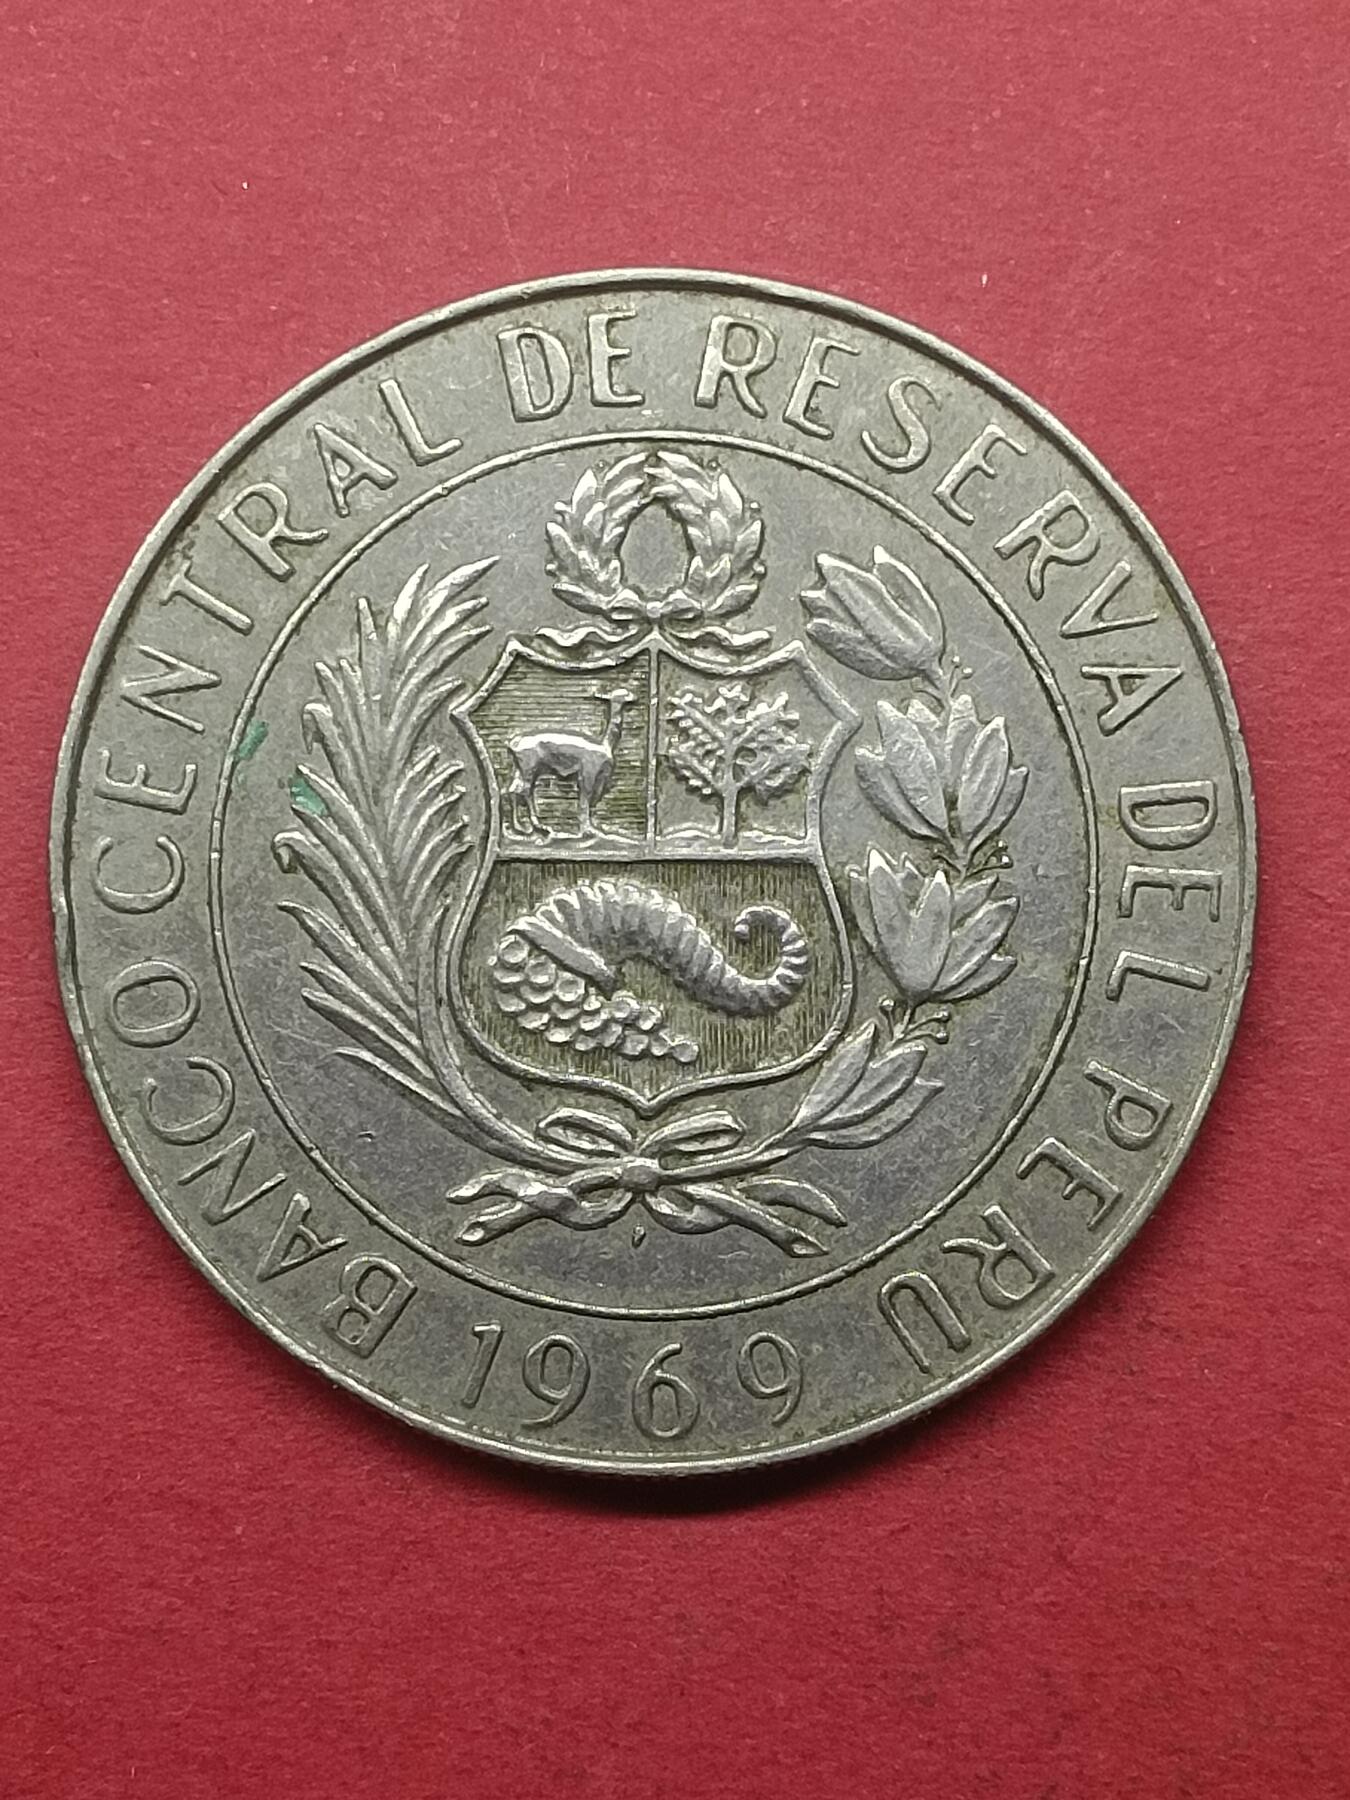 BANCO CENTRAL DE RESERVA DEL PERU
1969